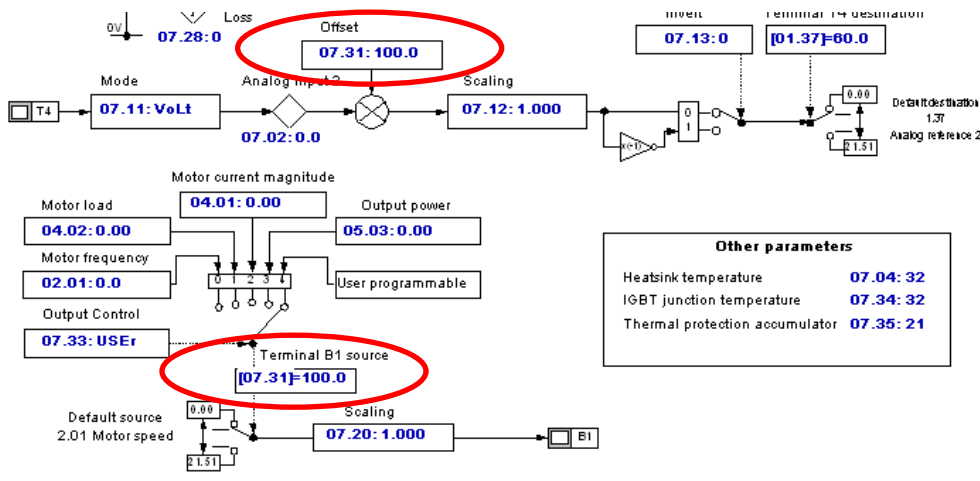 Loss
0V
07.28:0
Offset
07.31:100.0
Invert
07.13:0
Terminal T4 destination
[01.37]=60.0
Mode
Analog Input 2
Scaling
T4
07.11:VoLt
07.02:0.0
07.12:1.000
0
1
x(-1)
0.00
21.51
Default destination
1.37
Analog reference 2
Motor current magnitude
04.01:0.00
Motor load
04.02:0.00
Output power
05.03:0.00
Motor frequency
02.01:0.0
0 1 2 3 4
User programmable
Output Control
07.33:USEr
Terminal B1 source
[07.31]=100.0
Default source
2.01 Motor speed
0.00
21.51
Scaling
07.20:1.000
B1
Other parameters
Heatsink temperature 07.04:32
IGBT junction temperature 07.34:32
Thermal protection accumulator 07.35:21